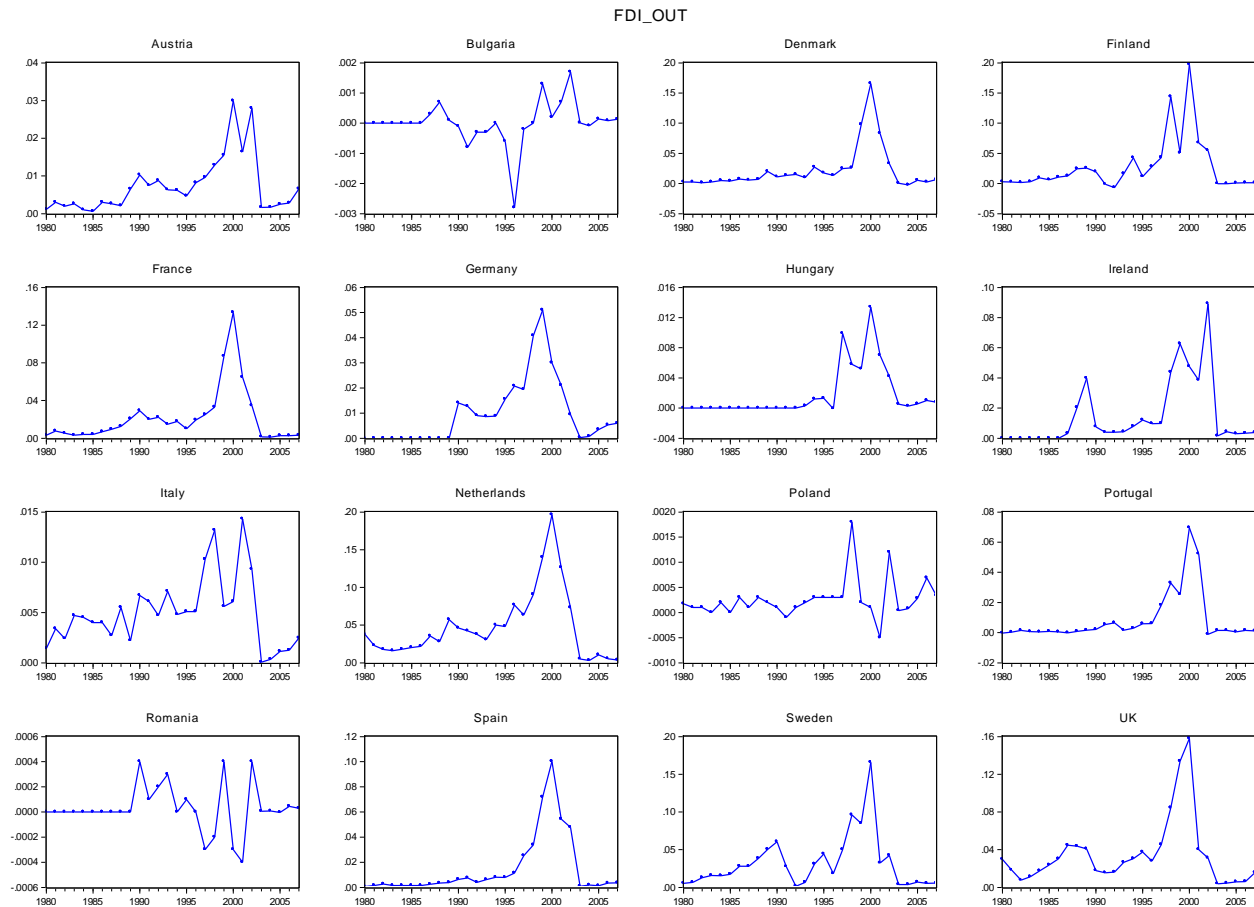 FDI_OUT
Austria
.04
.03
.02
.01
.00
1980 1985 1990 1995 2000 2005
Bulgaria
.002
.001
.000
-.001
-.002
-.003
1980 1985 1990 1995 2000 2005
Denmark
.20
.15
.10
.05
.00
-.05
1980 1985 1990 1995 2000 2005
Finland
.20
.15
.10
.05
.00
-.05
1980 1985 1990 1995 2000 2005
France
.16
.12
.08
.04
.00
1980 1985 1990 1995 2000 2005
Germany
.06
.05
.04
.03
.02
.01
.00
1980 1985 1990 1995 2000 2005
Hungary
.016
.012
.008
.004
.000
-.004
1980 1985 1990 1995 2000 2005
Ireland
.10
.08
.06
.04
.02
.00
1980 1985 1990 1995 2000 2005
Italy
.015
.010
.005
.000
1980 1985 1990 1995 2000 2005
Netherlands
.20
.15
.10
.05
.00
1980 1985 1990 1995 2000 2005
Poland
.0020
.0015
.0010
.0005
.0000
-.0005
-.0010
1980 1985 1990 1995 2000 2005
Portugal
.08
.06
.04
.02
.00
-.02
1980 1985 1990 1995 2000 2005
Romania
.0006
.0004
.0002
.0000
-.0002
-.0004
-.0006
1980 1985 1990 1995 2000 2005
Spain
.12
.10
.08
.06
.04
.02
.00
1980 1985 1990 1995 2000 2005
Sweden
.20
.15
.10
.05
.00
1980 1985 1990 1995 2000 2005
UK
.16
.12
.08
.04
.00
1980 1985 1990 1995 2000 2005